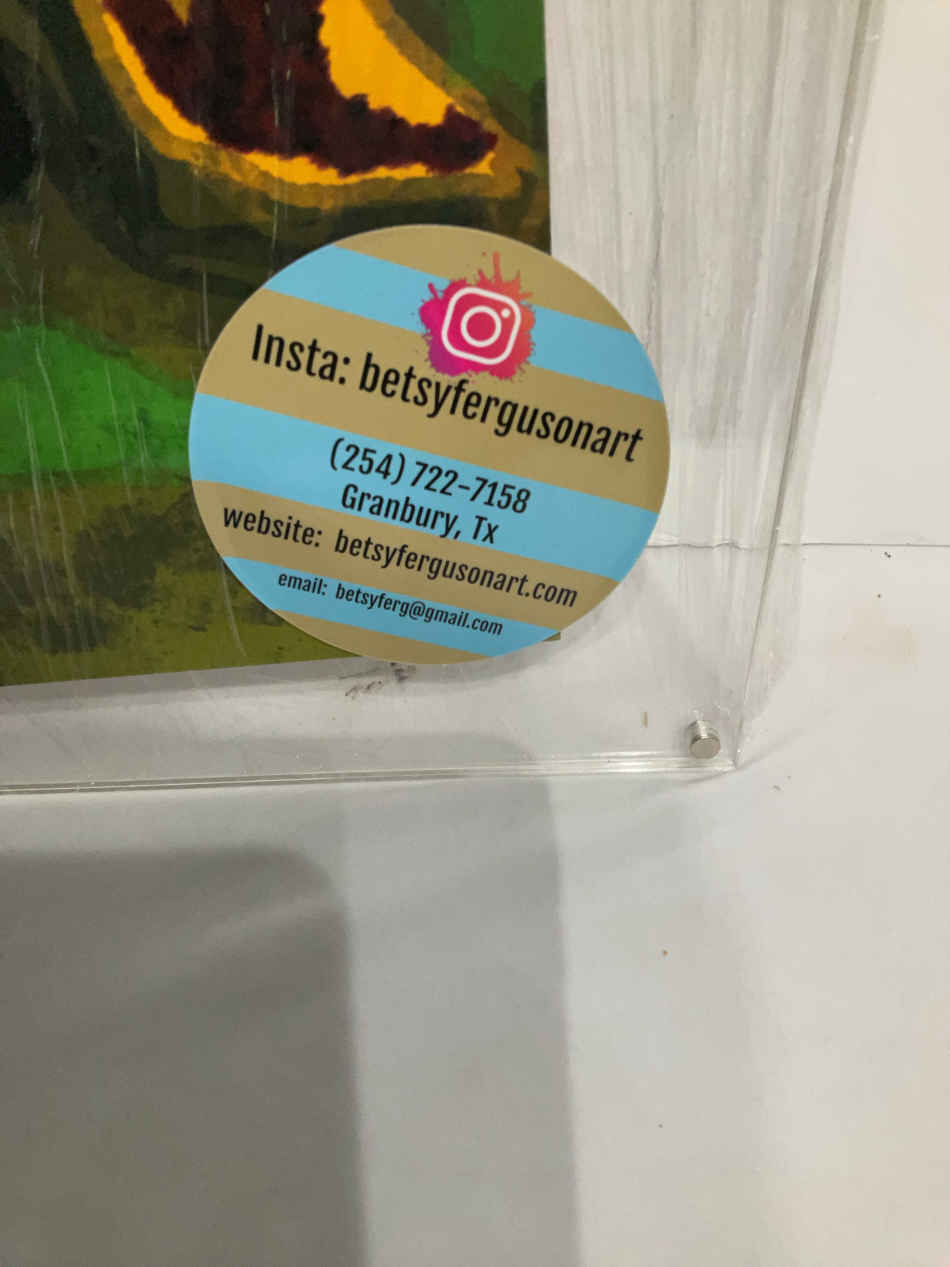 Insta: betsyfergusonart
(254) 722-7158
Granbury, Tx
website: betsyfergusonart.com
email: betsyferg@gmail.com